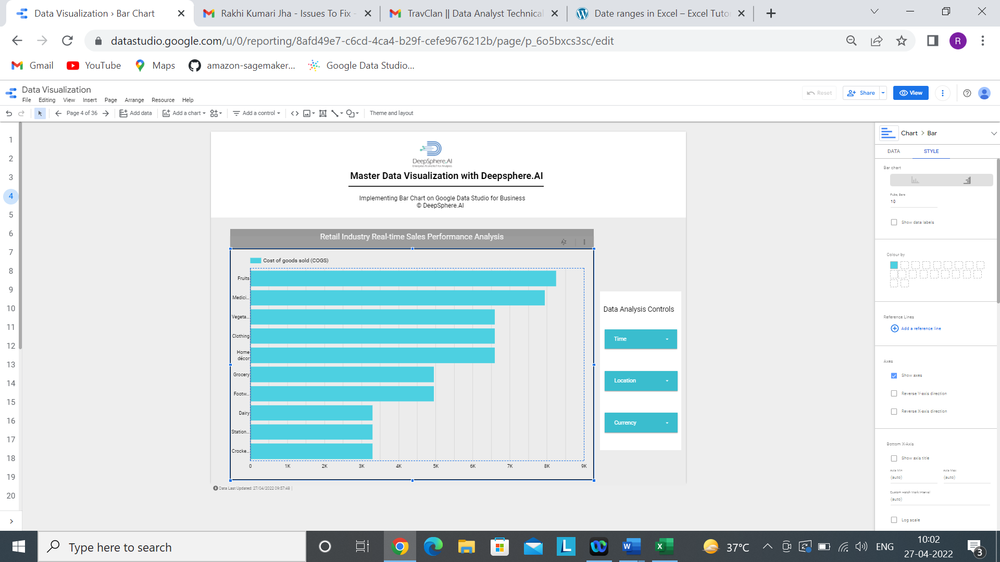 Data Visualization › Bar Chart
Rakhi Kumari Jha - Issues To Fix -
TravClan || Data Analyst Technical
Date ranges in Excel – Excel Tuto
datastudio.google.com/u/0/reporting/8afd49e7-c6cd-4ca4-b29f-cefe9676212b/page/p_6o5bxcs3sc/edit
R
Gmail
YouTube
Maps
amazon-sagemaker...
Google Data Studio...
Data Visualization
File Editing View Insert Page Arrange Resource Help
Reset
Share
View
Page 4 of 36
Add data
Add a chart
Add a control
Theme and layout
1
2
3
4
5
6
7
8
9
10
11
12
13
14
15
16
17
18
19
20
DeepSphere.AI
Enterprise AI and IIoT for Analytics
Master Data Visualization with Deepsphere.AI
Implementing Bar Chart on Google Data Studio for Business
© DeepSphere.AI
Retail Industry Real-time Sales Performance Analysis
Cost of goods sold (COGS)
Fruits
Medici...
Vegeta...
Clothing
Home
décor
Grocery
Footw...
Dairy
Station...
Crocke...
0 1K 2K 3K 4K 5K 6K 7K 8K 9K
Data Analysis Controls
Time
Location
Currency
Data Last Updated: 27/04/2022 09:57:48
Chart > Bar
DATA STYLE
Bar chart
10
Show data labels
Colour by
Reference Lines
Add a reference line
Axes
Show axes
Reverse Y-axis direction
Reverse X-axis direction
Bottom X-Axis
Show axis title
Axis Min Axis Max
(auto) (auto)
Custom Hatch Mark Interval
(auto)
Log scale
Type here to search
37°C
ENG
10:02
27-04-2022
3